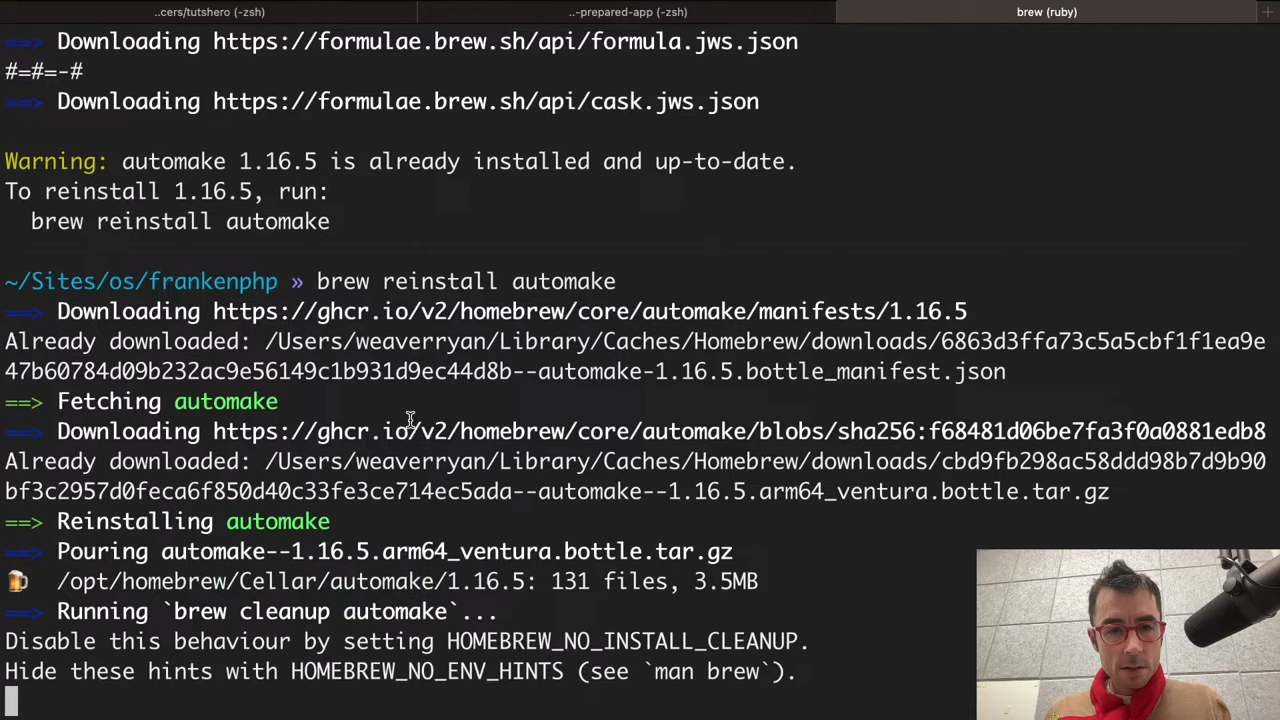 ..cers/tutshero (-zsh)
..-prepared-app (-zsh)
brew (ruby)
==> Downloading https://formulae.brew.sh/api/formula.jws.json
#=#=-#
==> Downloading https://formulae.brew.sh/api/cask.jws.json
Warning: automake 1.16.5 is already installed and up-to-date.
To reinstall 1.16.5, run:
brew reinstall automake
~/Sites/os/frankenphp » brew reinstall automake
==> Downloading https://ghcr.io/v2/homebrew/core/automake/manifests/1.16.5
Already downloaded: /Users/weaverryan/Library/Caches/Homebrew/downloads/6863d3ffa73c5a5cbf1f1ea9e
47b60784d09b232ac9e56149c1b931d9ec44d8b--automake-1.16.5.bottle_manifest.json
==> Fetching automake
==> Downloading https://ghcr.io/v2/homebrew/core/automake/blobs/sha256:f68481d06be7fa3f0a0881edb8
Already downloaded: /Users/weaverryan/Library/Caches/Homebrew/downloads/cbd9fb298ac58ddd98b7d9b90
bf3c2957d0feca6f850d40c33fe3ce714ec5ada--automake--1.16.5.arm64_ventura.bottle.tar.gz
==> Reinstalling automake
==> Pouring automake--1.16.5.arm64_ventura.bottle.tar.gz
🍺 /opt/homebrew/Cellar/automake/1.16.5: 131 files, 3.5MB
==> Running `brew cleanup automake`...
Disable this behaviour by setting HOMEBREW_NO_INSTALL_CLEANUP.
Hide these hints with HOMEBREW_NO_ENV_HINTS (see `man brew`).